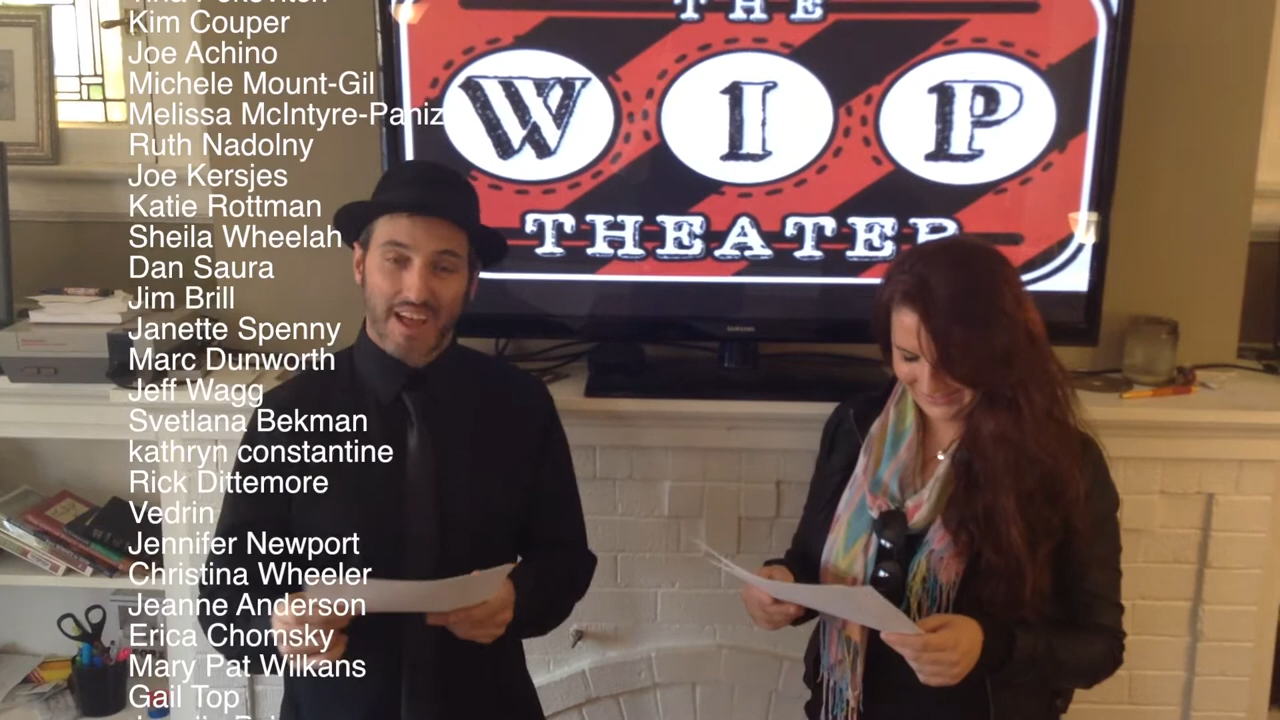 Kim Couper
Joe Achino
Michele Mount-Gil
Melissa McIntyre-Paniz
Ruth Nadolny
Joe Kersjes
Katie Rottman
Sheila Wheelah
Dan Saura
Jim Brill
Janette Spenny
Marc Dunworth
Jeff Wagg
Svetlana Bekman
kathryn constantine
Rick Dittemore
Vedrin
Jennifer Newport
Christina Wheeler
Jeanne Anderson
Erica Chomsky
Mary Pat Wilkans
Gail Top
THE
W I P
THEATER
SAMSUNG